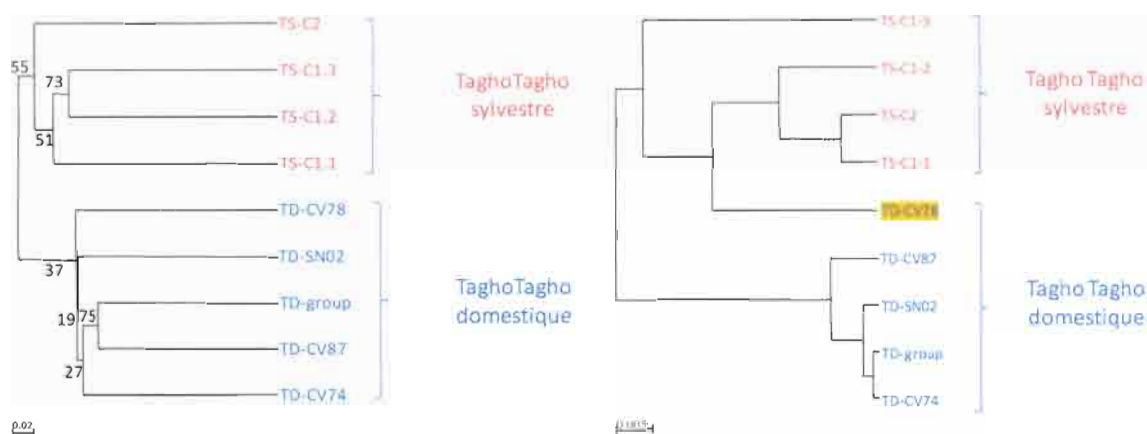 TS-C2
55
73
TS-C1.3
TS-C1.2
51
TS-C1.1
TaghoTagho
sylvestre
TD-CV78
TD-SN02
37
TD-group
19
75
TD-CV87
27
TD-CV74
TaghoTagho
domestique
0.02
TS-C1-3
TS-C1-2
TS-C2
TS-C1-1
Tagho Tagho
sylvestre
TD-CV78
TD-CV87
TD-SN02
TD-group
TD-CV74
Tagho Tagho
domestique